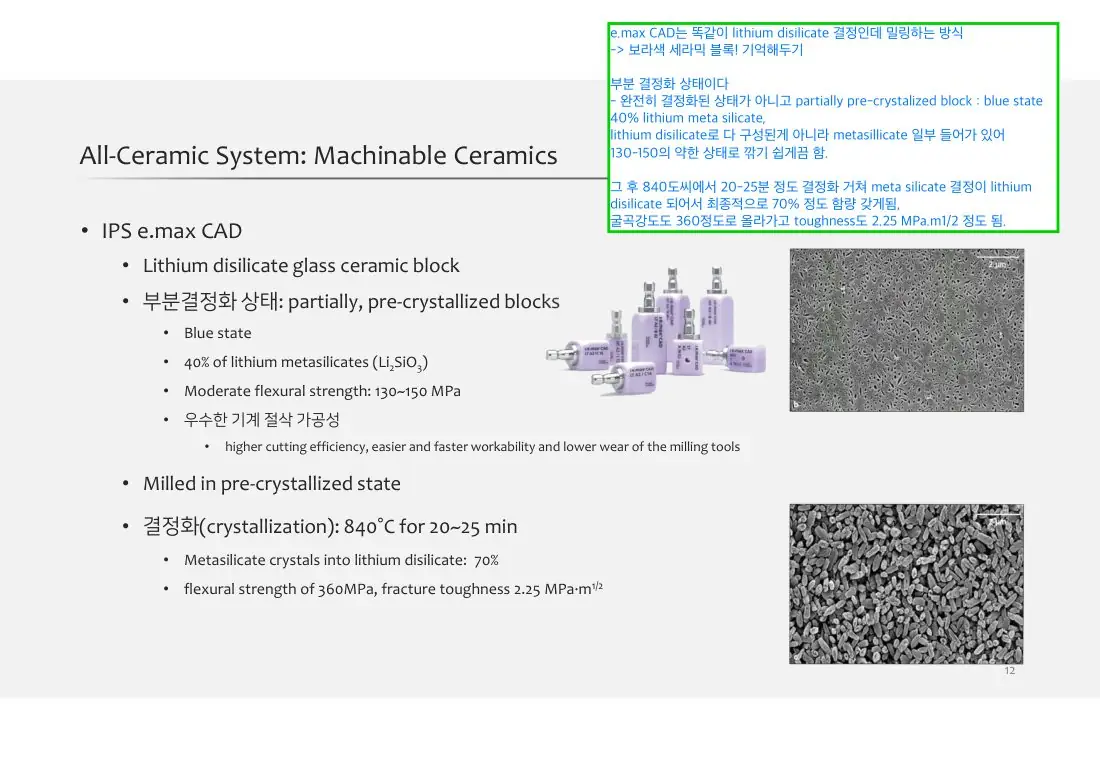 e.max CAD는 똑같이 lithium disilicate 결정인데 밀링하는 방식
-> 보라색 세라믹 블록! 기억해두기
부분 결정화 상태이다
- 완전히 결정화된 상태가 아니고 partially pre-crystalized block : blue state
40% lithium meta silicate,
lithium disilicate로 다 구성된게 아니라 metasillicate 일부 들어가 있어
130-150의 약한 상태로 깎기 쉽게끔 함.
그 후 840도씨에서 20-25분 정도 결정화 거쳐 meta silicate 결정이 lithium
disilicate 되어서 최종적으로 70% 정도 함량 갖게됨,
굴곡강도도 360정도로 올라가고 toughness도 2.25 MPa.m1/2 정도 됨.
All-Ceramic System: Machinable Ceramics
• IPS e.max CAD
• Lithium disilicate glass ceramic block
• 부분결정화 상태: partially, pre-crystallized blocks
• Blue state
• 40% of lithium metasilicates (Li₂SiO₃)
• Moderate flexural strength: 130~150 MPa
• 우수한 기계 절삭 가공성
• higher cutting efficiency, easier and faster workability and lower wear of the milling tools
• Milled in pre-crystallized state
• 결정화(crystallization): 840°C for 20~25 min
• Metasilicate crystals into lithium disilicate: 70%
• flexural strength of 360MPa, fracture toughness 2.25 MPa·m¹/²
2 µm
b
12